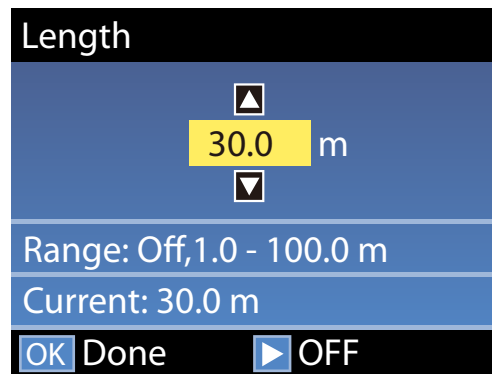 Length
30.0 m
Range: Off,1.0 - 100.0 m
Current: 30.0 m
OK Done OFF